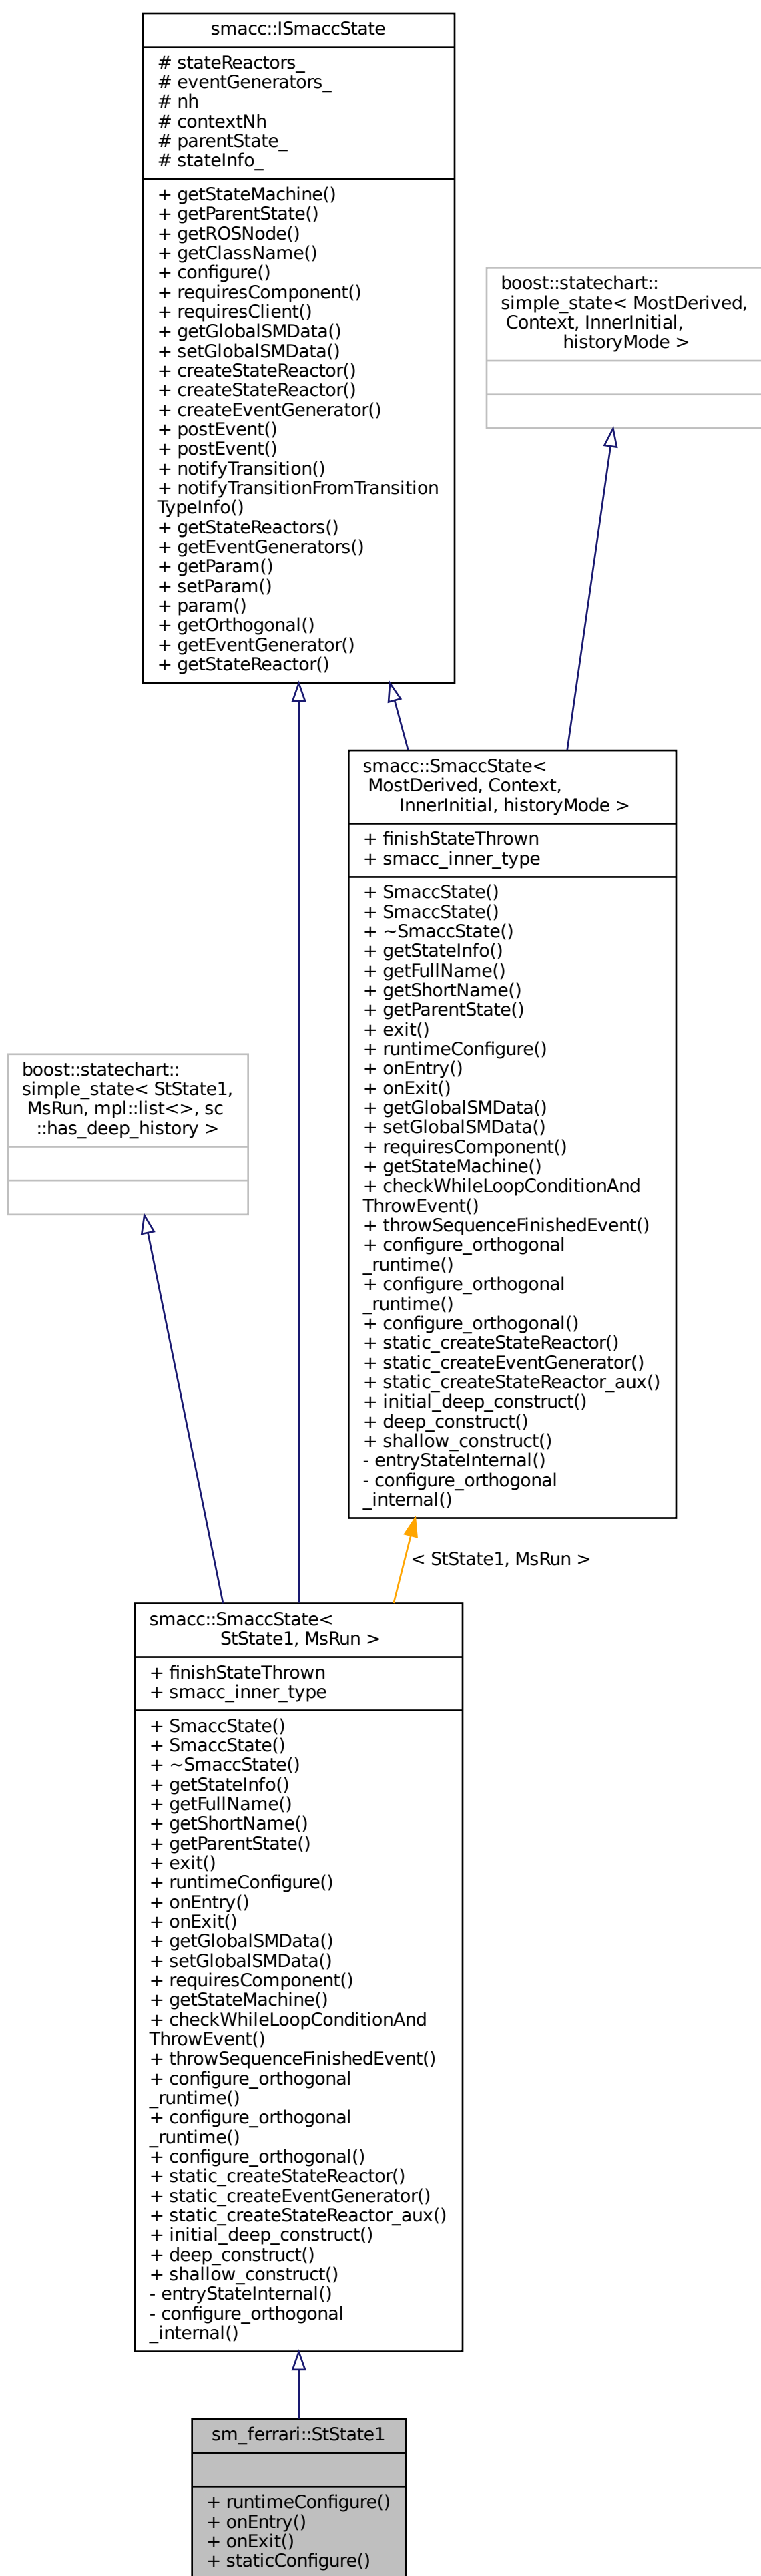 smacc::ISmaccState
# stateReactors_
# eventGenerators_
# nh
# contextNh
# parentState_
# stateInfo_
+ getStateMachine()
+ getParentState()
+ getROSNode()
+ getClassName()
+ configure()
+ requiresComponent()
+ requiresClient()
+ getGlobalSMData()
+ setGlobalSMData()
+ createStateReactor()
+ createStateReactor()
+ createEventGenerator()
+ postEvent()
+ postEvent()
+ notifyTransition()
+ notifyTransitionFromTransition
TypeInfo()
+ getStateReactors()
+ getEventGenerators()
+ getParam()
+ setParam()
+ param()
+ getOrthogonal()
+ getEventGenerator()
+ getStateReactor()
boost::statechart::
simple_state< MostDerived,
Context, InnerInitial,
historyMode >
smacc::SmaccState<
MostDerived, Context,
InnerInitial, historyMode >
+ finishStateThrown
+ smacc_inner_type
+ SmaccState()
+ SmaccState()
+ ~SmaccState()
+ getStateInfo()
+ getFullName()
+ getShortName()
+ getParentState()
+ exit()
+ runtimeConfigure()
+ onEntry()
+ onExit()
+ getGlobalSMData()
+ setGlobalSMData()
+ requiresComponent()
+ getStateMachine()
+ checkWhileLoopConditionAnd
ThrowEvent()
+ throwSequenceFinishedEvent()
+ configure_orthogonal
_runtime()
+ configure_orthogonal
_runtime()
+ configure_orthogonal()
+ static_createStateReactor()
+ static_createEventGenerator()
+ static_createStateReactor_aux()
+ initial_deep_construct()
+ deep_construct()
+ shallow_construct()
- entryStateInternal()
- configure_orthogonal
_internal()
boost::statechart::
simple_state< StState1,
MsRun, mpl::list<>, sc
::has_deep_history >
< StState1, MsRun >
smacc::SmaccState<
StState1, MsRun >
+ finishStateThrown
+ smacc_inner_type
+ SmaccState()
+ SmaccState()
+ ~SmaccState()
+ getStateInfo()
+ getFullName()
+ getShortName()
+ getParentState()
+ exit()
+ runtimeConfigure()
+ onEntry()
+ onExit()
+ getGlobalSMData()
+ setGlobalSMData()
+ requiresComponent()
+ getStateMachine()
+ checkWhileLoopConditionAnd
ThrowEvent()
+ throwSequenceFinishedEvent()
+ configure_orthogonal
_runtime()
+ configure_orthogonal
_runtime()
+ configure_orthogonal()
+ static_createStateReactor()
+ static_createEventGenerator()
+ static_createStateReactor_aux()
+ initial_deep_construct()
+ deep_construct()
+ shallow_construct()
- entryStateInternal()
- configure_orthogonal
_internal()
sm_ferrari::StState1
+ runtimeConfigure()
+ onEntry()
+ onExit()
+ staticConfigure()